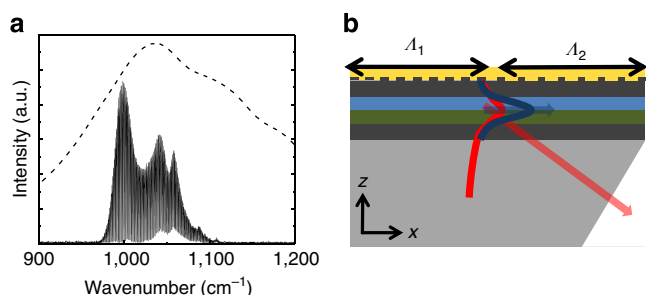 a
Intensity (a.u.)
900 1,000 1,100 1,200
Wavenumber (cm⁻¹)
b
Λ₁ Λ₂
z
x